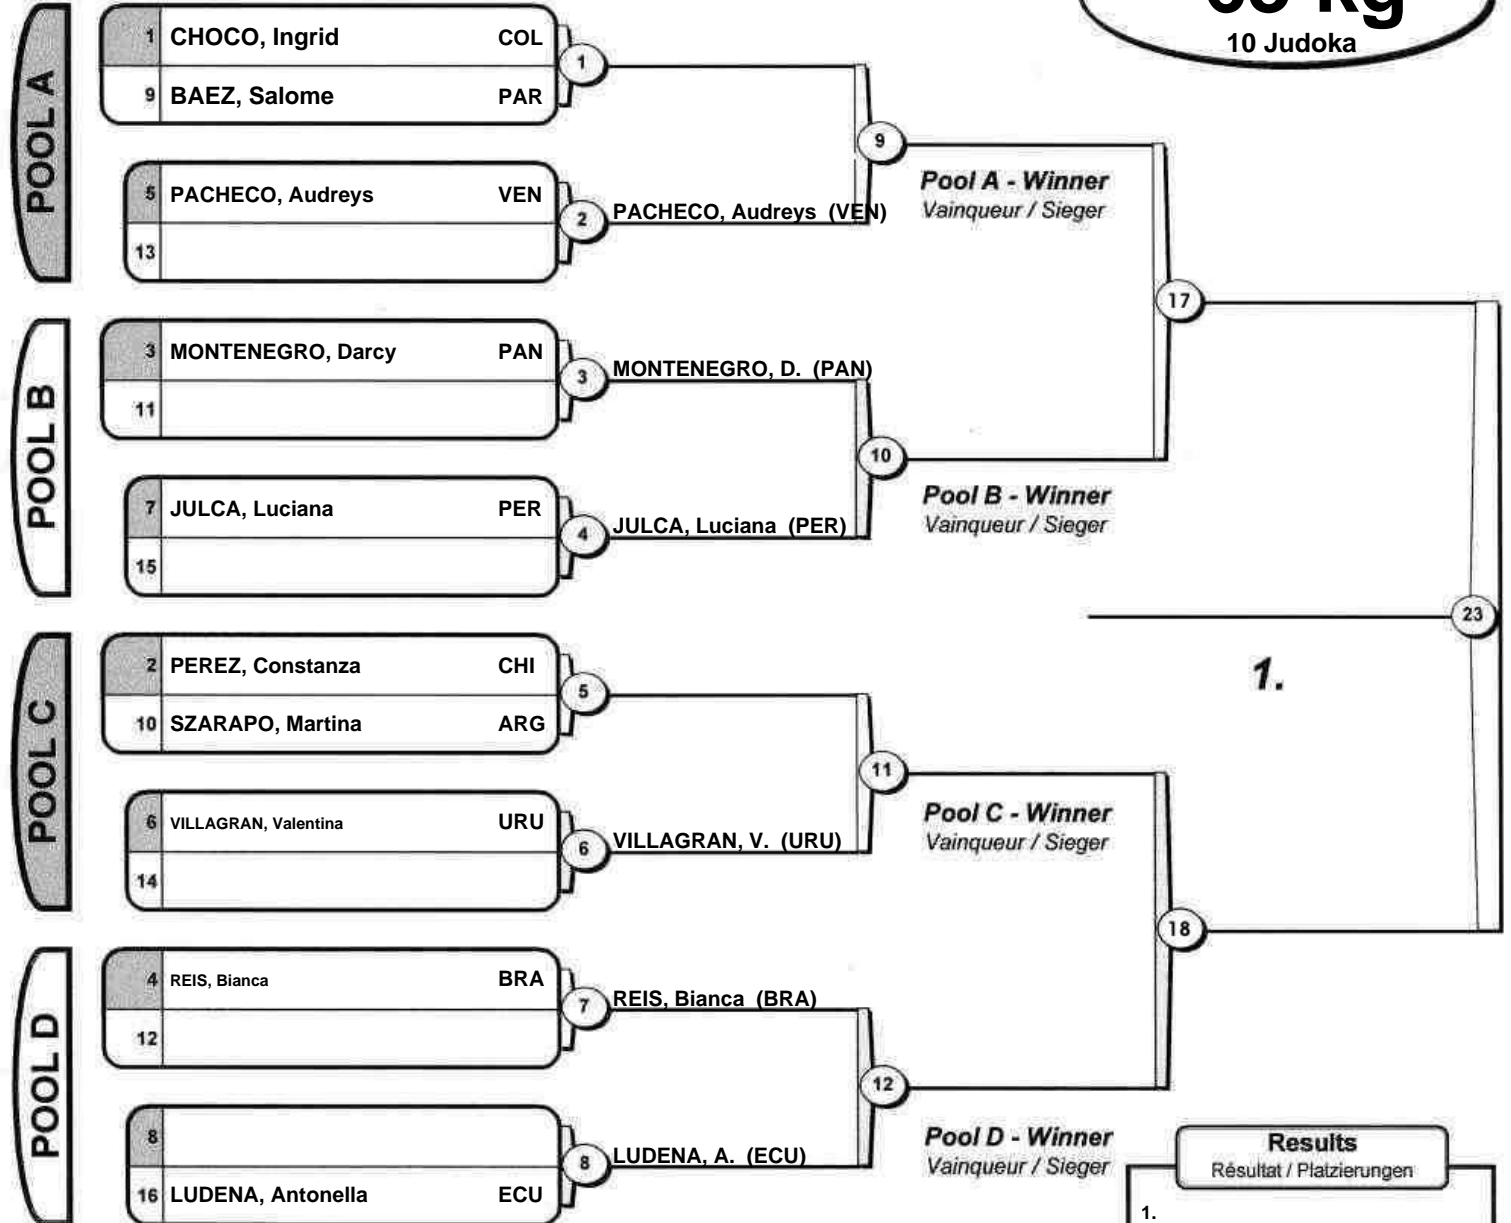 63 kg
10 Judoka
POOL A
1 CHOCO, Ingrid COL
9 BAEZ, Salome PAR
1
5 PACHECO, Audreys VEN
13
2
PACHECO, Audreys (VEN)
9
Pool A - Winner
Vainqueur / Sieger
POOL B
3 MONTENEGRO, Darcy PAN
11
3
MONTENEGRO, D. (PAN)
7 JULCA, Luciana PER
15
4
JULCA, Luciana (PER)
10
Pool B - Winner
Vainqueur / Sieger
17
POOL C
2 PEREZ, Constanza CHI
10 SZARAPO, Martina ARG
5
6 VILLAGRAN, Valentina URU
14
6
VILLAGRAN, V. (URU)
11
Pool C - Winner
Vainqueur / Sieger
POOL D
4 REIS, Bianca BRA
12
7
REIS, Bianca (BRA)
8
16 LUDENA, Antonella ECU
8
LUDENA, A. (ECU)
12
Pool D - Winner
Vainqueur / Sieger
18
23
1.
Results
Résultat / Platzierungen
1.